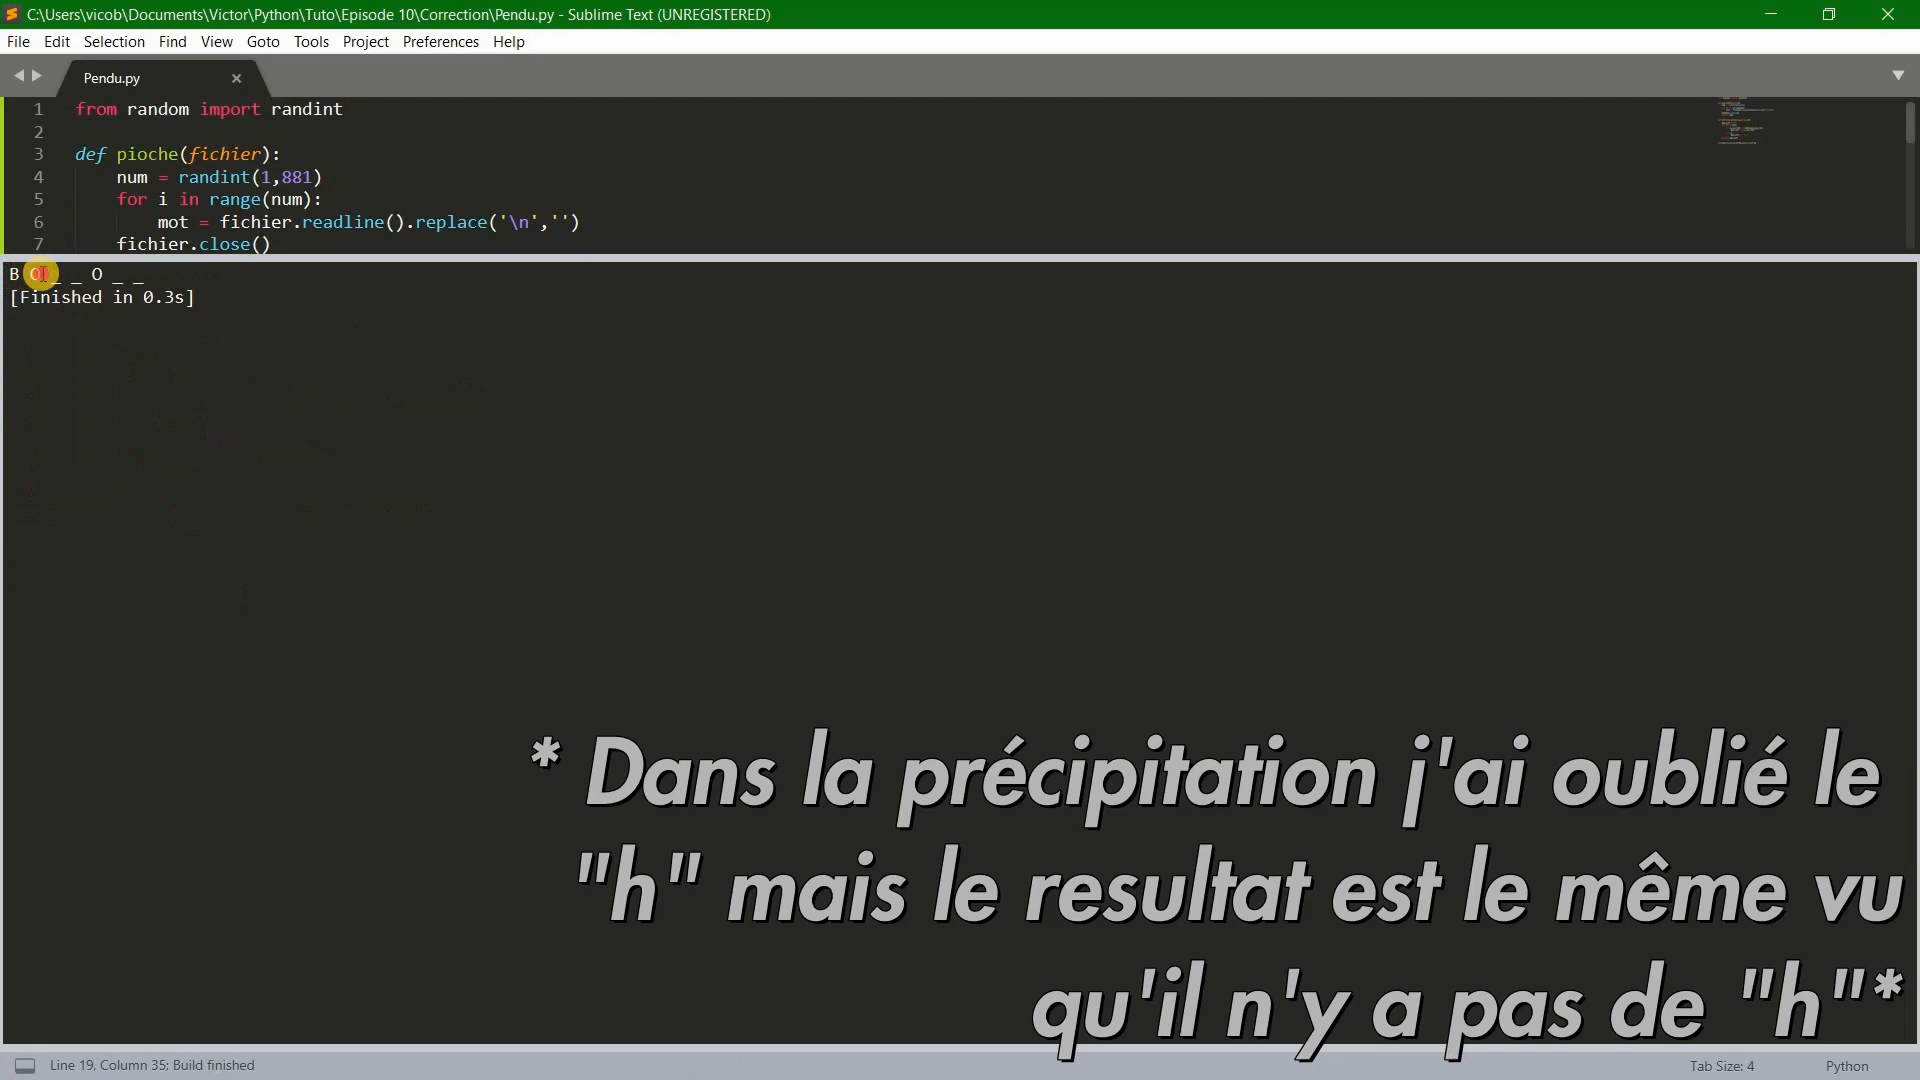 C:\Users\vicob\Documents\Victor\Python\Tuto\Episode 10\Correction\Pendu.py - Sublime Text (UNREGISTERED)
File Edit Selection Find View Goto Tools Project Preferences Help
Pendu.py
1 from random import randint
2
3 def pioche(fichier):
4 num = randint(1,881)
5 for i in range(num):
6 mot = fichier.readline().replace('\n','')
7 fichier.close()
B O _ _ O _ _
[Finished in 0.3s]
* Dans la précipitation j'ai oublié le
"h" mais le resultat est le même vu
qu'il n'y a pas de "h"*
Line 19, Column 35; Build finished
Tab Size: 4
Python